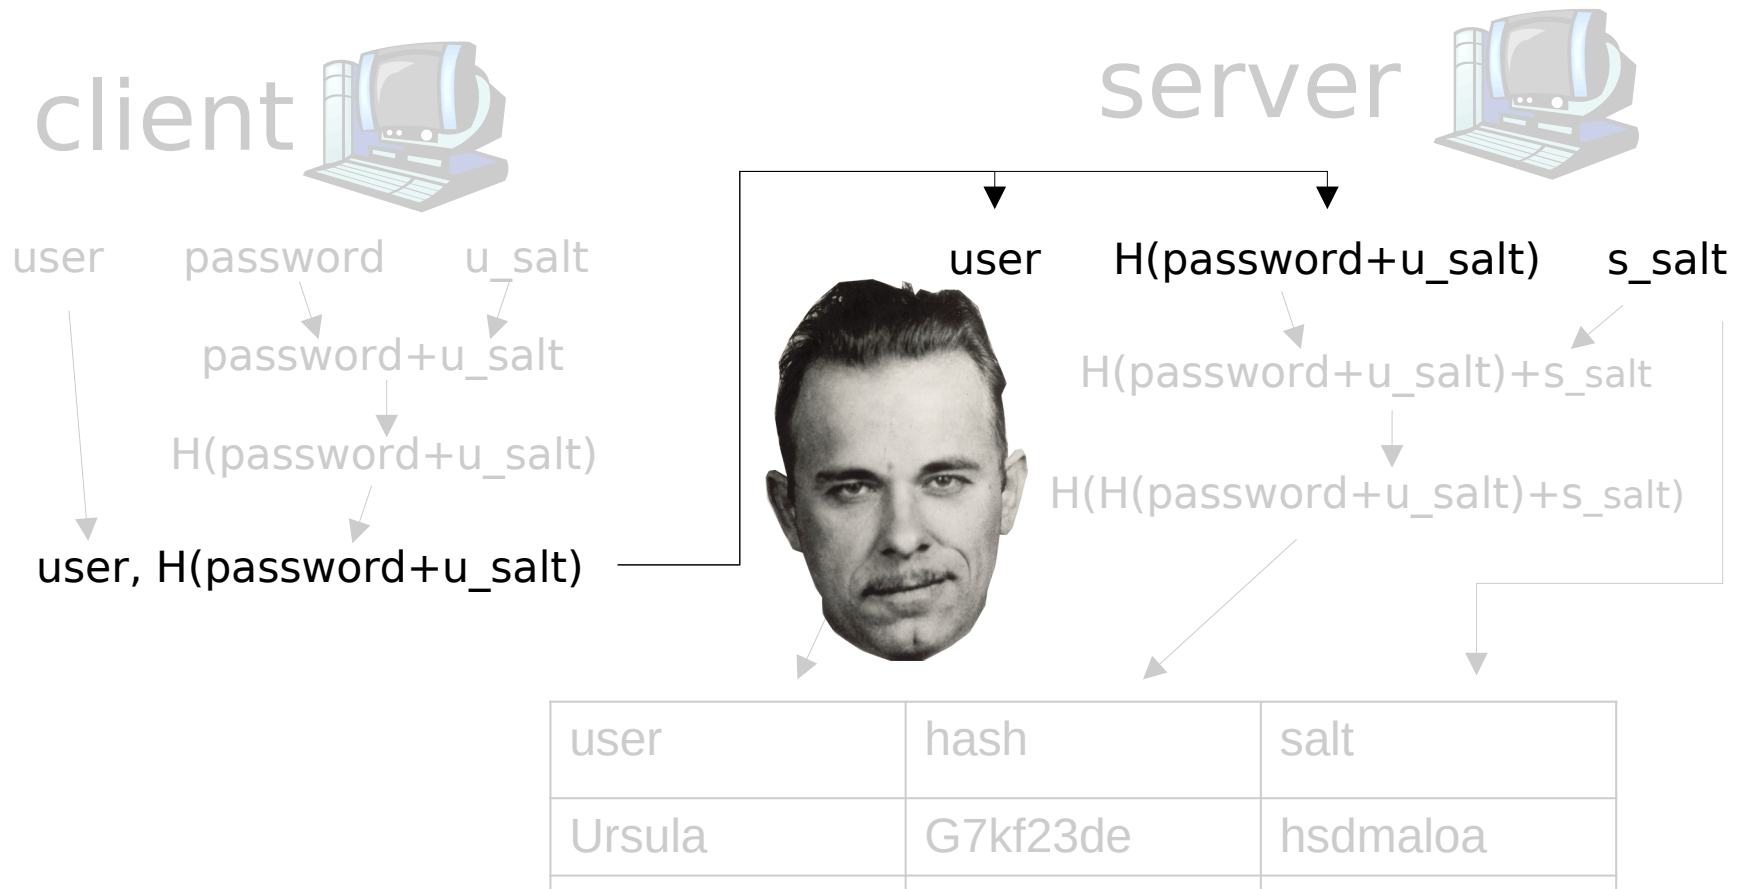 client
server
user password u_salt
user H(password+u_salt) s_salt
password+u_salt
H(password+u_salt)+s_salt
H(password+u_salt)
H(H(password+u_salt)+s_salt)
user, H(password+u_salt)
user hash salt
Ursula G7kf23de hsdmaloa